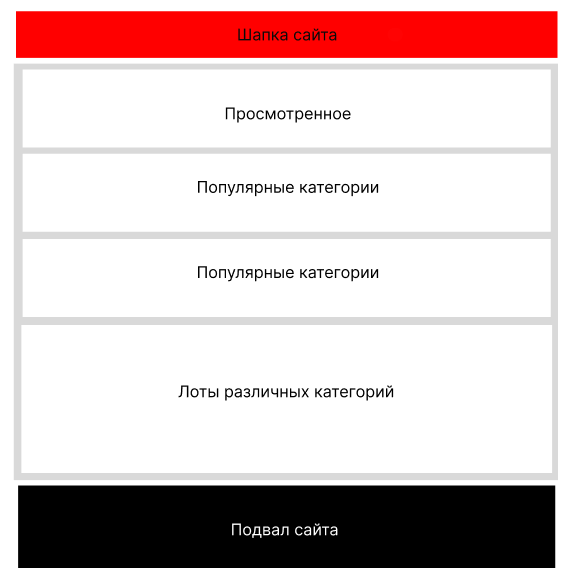 Шапка сайта
Просмотренное
Популярные категории
Популярные категории
Лоты различных категорий
Подвал сайта